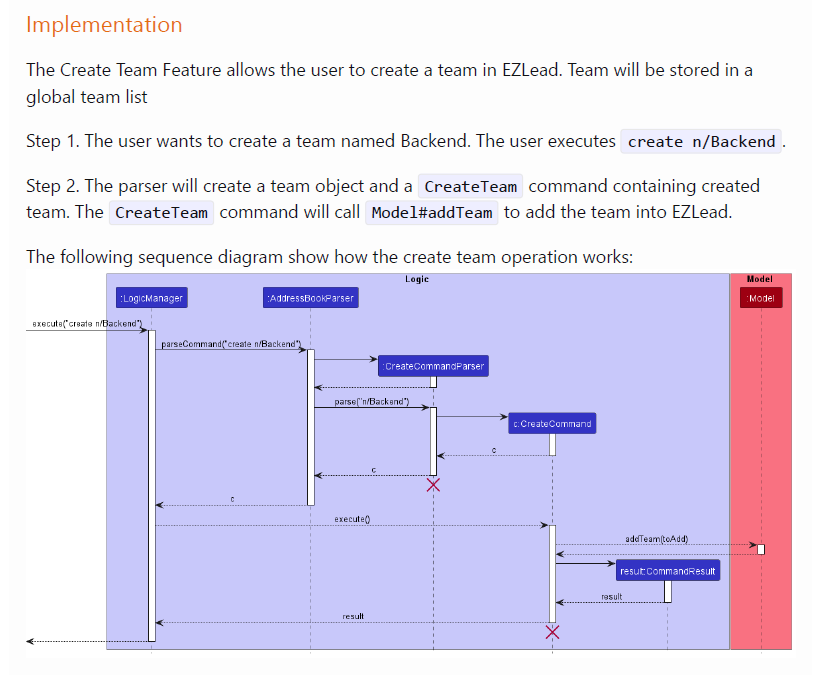 Implementation
The Create Team Feature allows the user to create a team in EZLead. Team will be stored in a
global team list
Step 1. The user wants to create a team named Backend. The user executes create n/Backend .
Step 2. The parser will create a team object and a CreateTeam command containing created
team. The CreateTeam command will call Model#addTeam to add the team into EZLead.
The following sequence diagram show how the create team operation works:
Logic
Model
:LogicManager
:AddressBookParser
:Model
execute("create n/Backend")
parseCommand("create n/Backend")
:CreateCommandParser
parse("n/Backend")
c:CreateCommand
c
c
c
execute()
addTeam(toAdd)
result:CommandResult
result
result